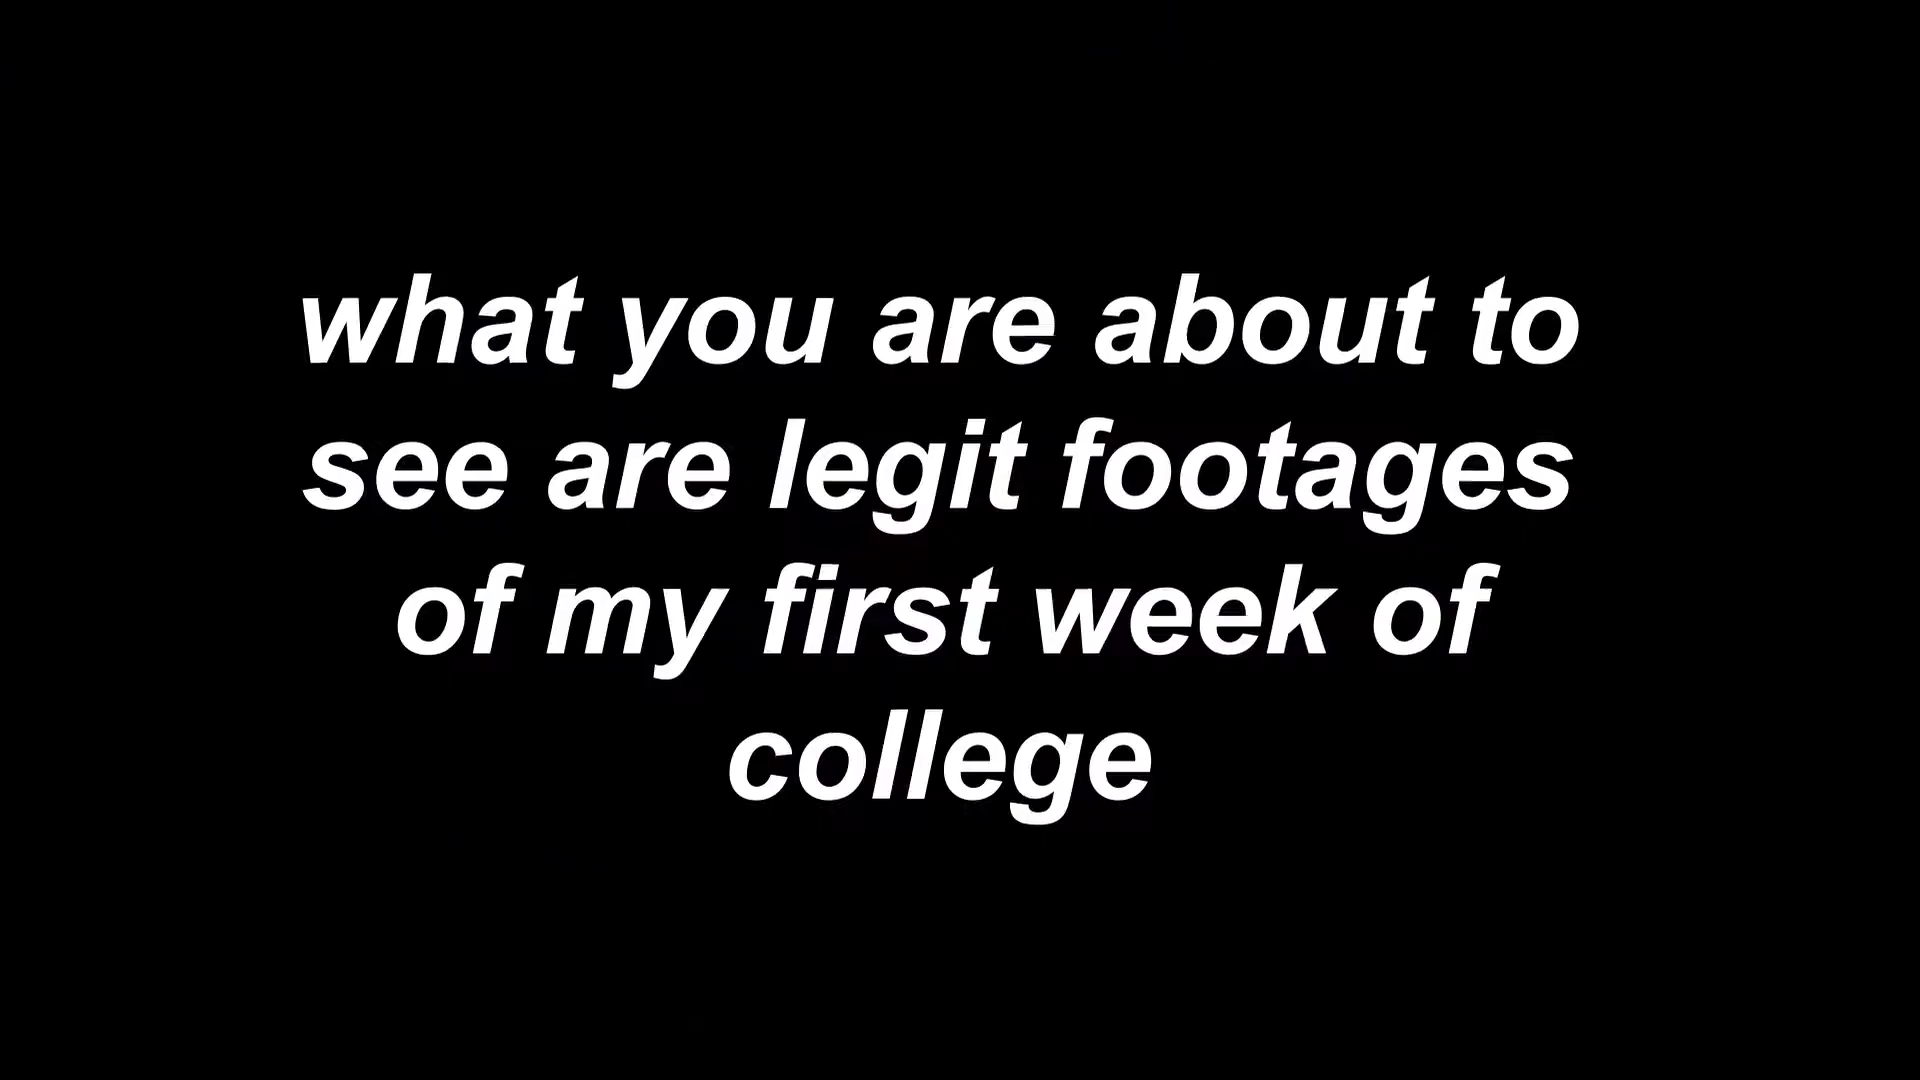 what you are about to
see are legit footages
of my first week of
college